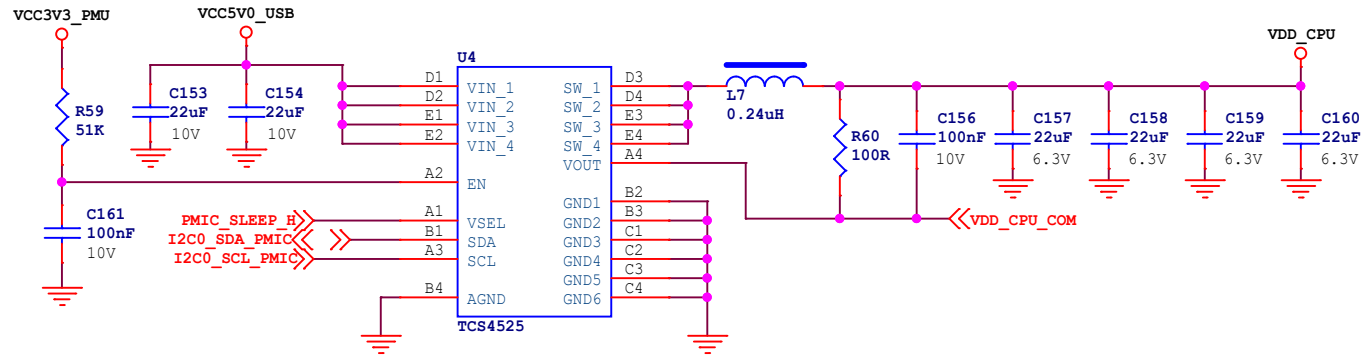 VCC3V3_PMU
VCC5V0_USB
VDD_CPU
U4
R59
51K
C153
22uF
10V
C154
22uF
10V
D1
D2
E1
E2
VIN_1
VIN_2
VIN_3
VIN_4
SW_1
SW_2
SW_3
SW_4
VOUT
D3
D4
E3
E4
A4
L7
0.24uH
R60
100R
C156
100nF
10V
C157
22uF
6.3V
C158
22uF
6.3V
C159
22uF
6.3V
C160
22uF
6.3V
A2
EN
C161
100nF
10V
PMIC_SLEEP_H
I2C0_SDA_PMIC
I2C0_SCL_PMIC
A1
B1
A3
B4
VSEL
SDA
SCL
AGND
GND1
GND2
GND3
GND4
GND5
GND6
B2
B3
C1
C2
C3
C4
VDD_CPU_COM
TCS4525